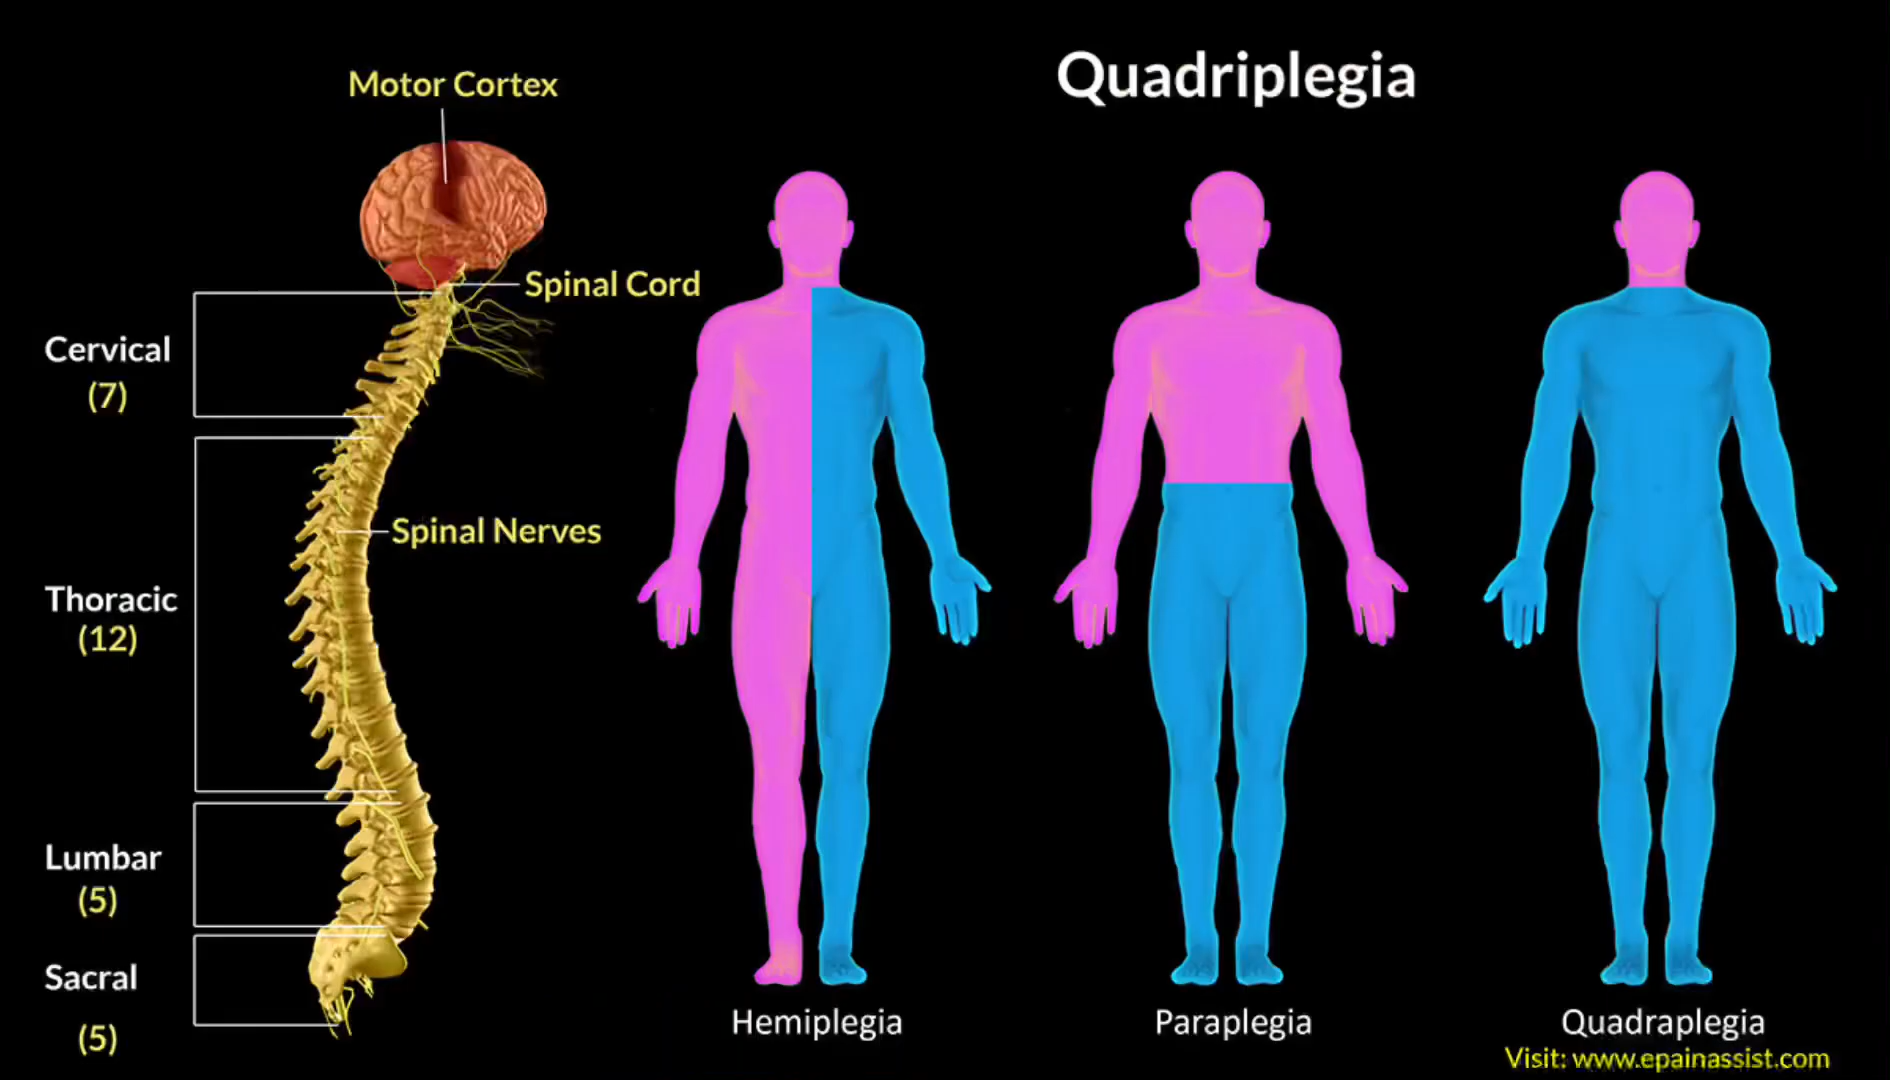 Quadriplegia
Motor Cortex
Spinal Cord
Cervical
(7)
Spinal Nerves
Thoracic
(12)
Lumbar
(5)
Sacral
(5)
Hemiplegia
Paraplegia
Quadraplegia
Visit: www.epainassist.com